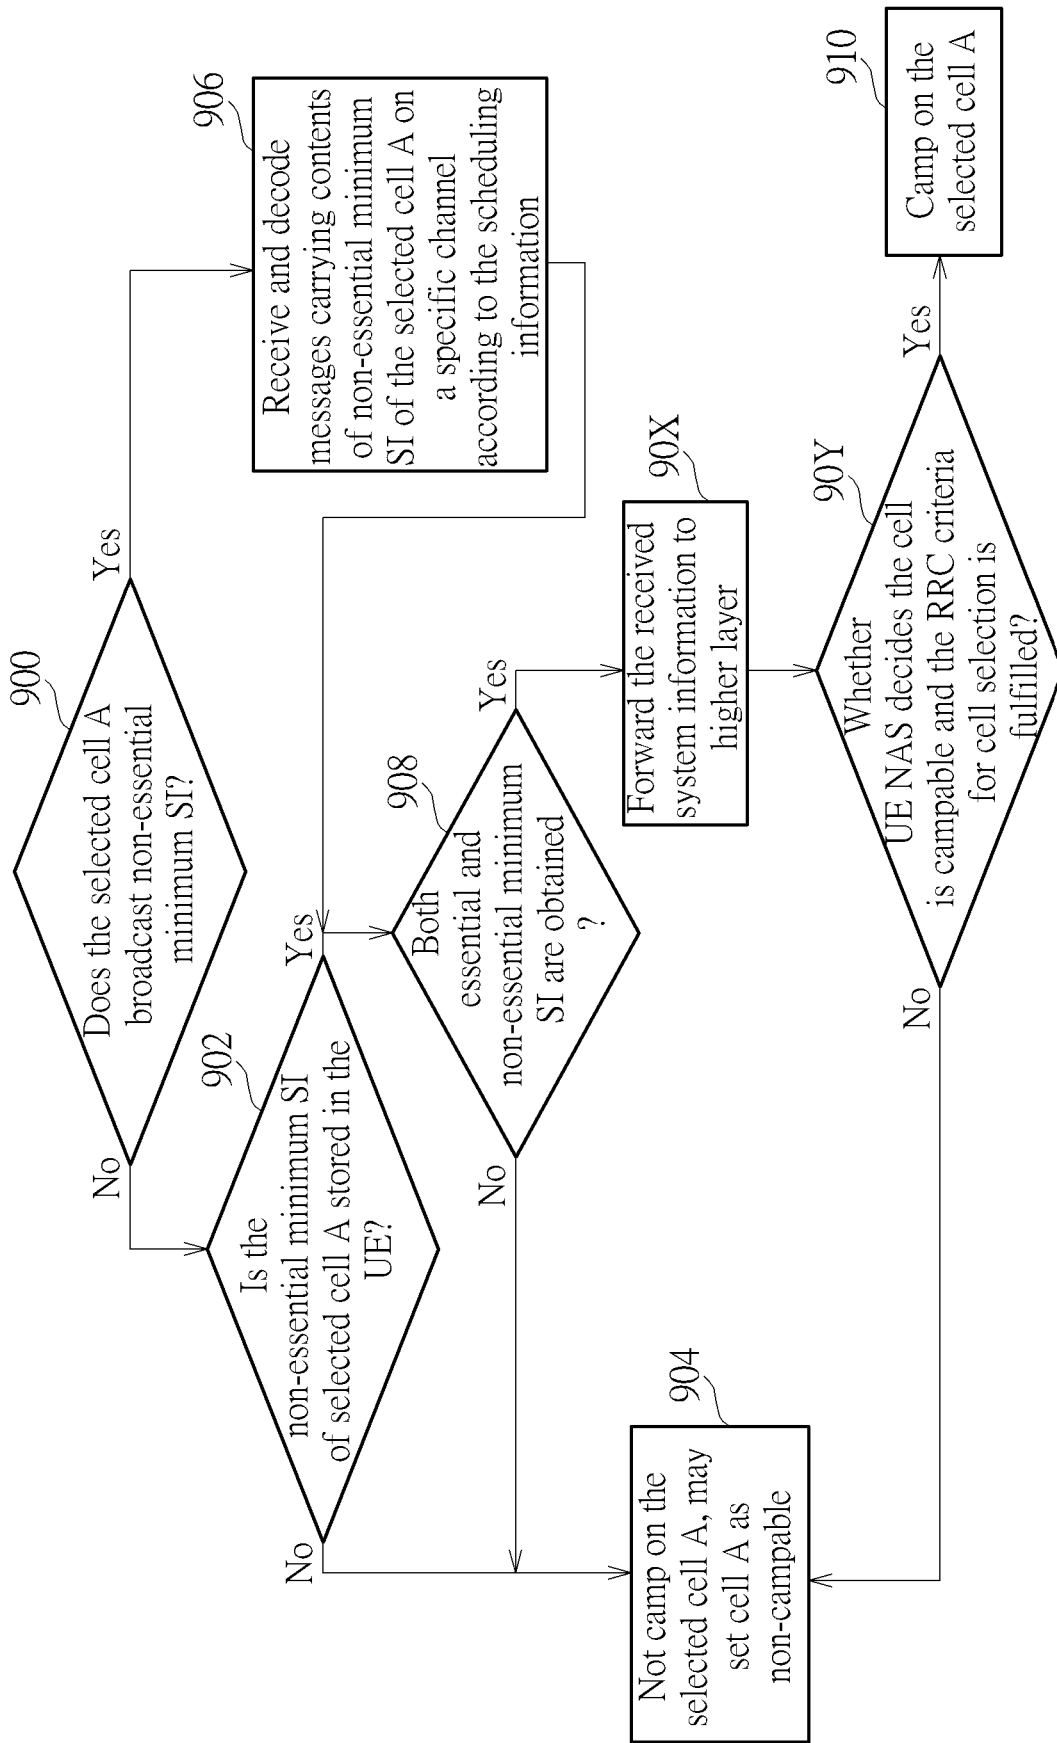 900
Does the selected cell A
broadcast non-essential
minimum SI?
No
Yes
902
Is the
non-essential minimum SI
of selected cell A stored in the
UE?
No
Yes
906
Receive and decode
messages carrying contents
of non-essential minimum
SI of the selected cell A on
a specific channel
according to the scheduling
information
908
Both
essential and
non-essential minimum
SI are obtained
?
No
Yes
90X
Forward the received
system information to
higher layer
904
Not camp on the
selected cell A, may
set cell A as
non-campable
90Y
Whether
UE NAS decides the cell
is campable and the RRC criteria
for cell selection is
fulfilled?
No
Yes
910
Camp on the
selected cell A